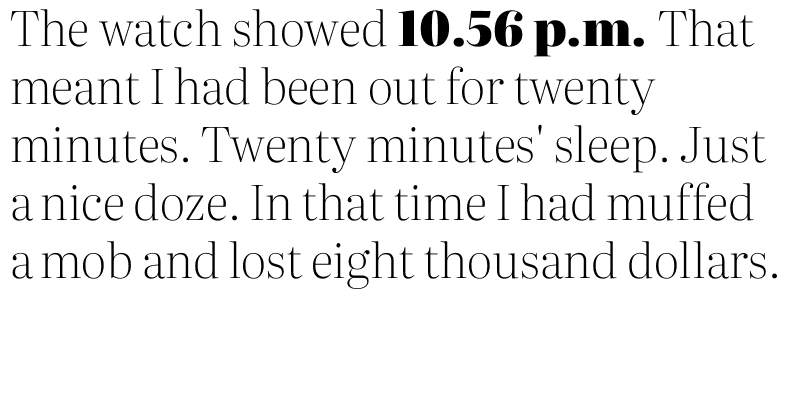 The watch showed 10.56 p.m. That
meant I had been out for twenty
minutes. Twenty minutes' sleep. Just
a nice doze. In that time I had muffed
a mob and lost eight thousand dollars.